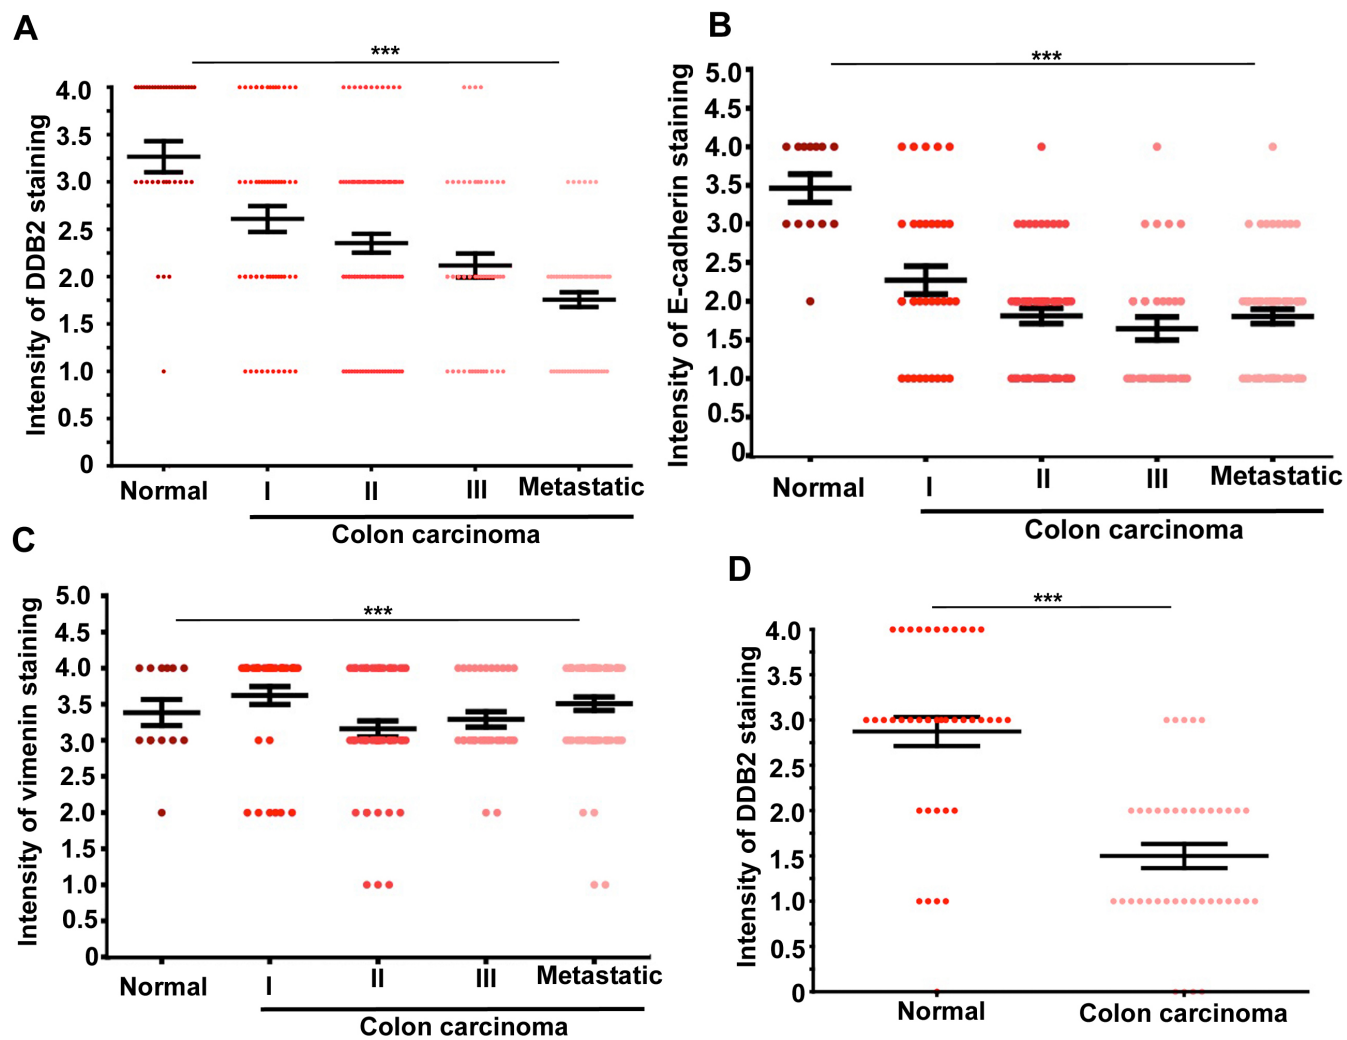 A
***
Intensity of DDB2 staining
4.0
3.5
3.0
2.5
2.0
1.5
1.0
0.5
0
Normal
I
II
III
Metastatic
Colon carcinoma
B
***
Intensity of E-cadherin staining
5.0
4.5
4.0
3.5
3.0
2.5
2.0
1.5
1.0
0.5
0
Normal
I
II
III
Metastatic
Colon carcinoma
C
***
Intensity of vimenin staining
5.0
4.5
4.0
3.5
3.0
2.5
2.0
1.5
1.0
0.5
0
Normal
I
II
III
Metastatic
Colon carcinoma
D
***
Intensity of DDB2 staining
4.0
3.5
3.0
2.5
2.0
1.5
1.0
0.5
0
Normal
Colon carcinoma